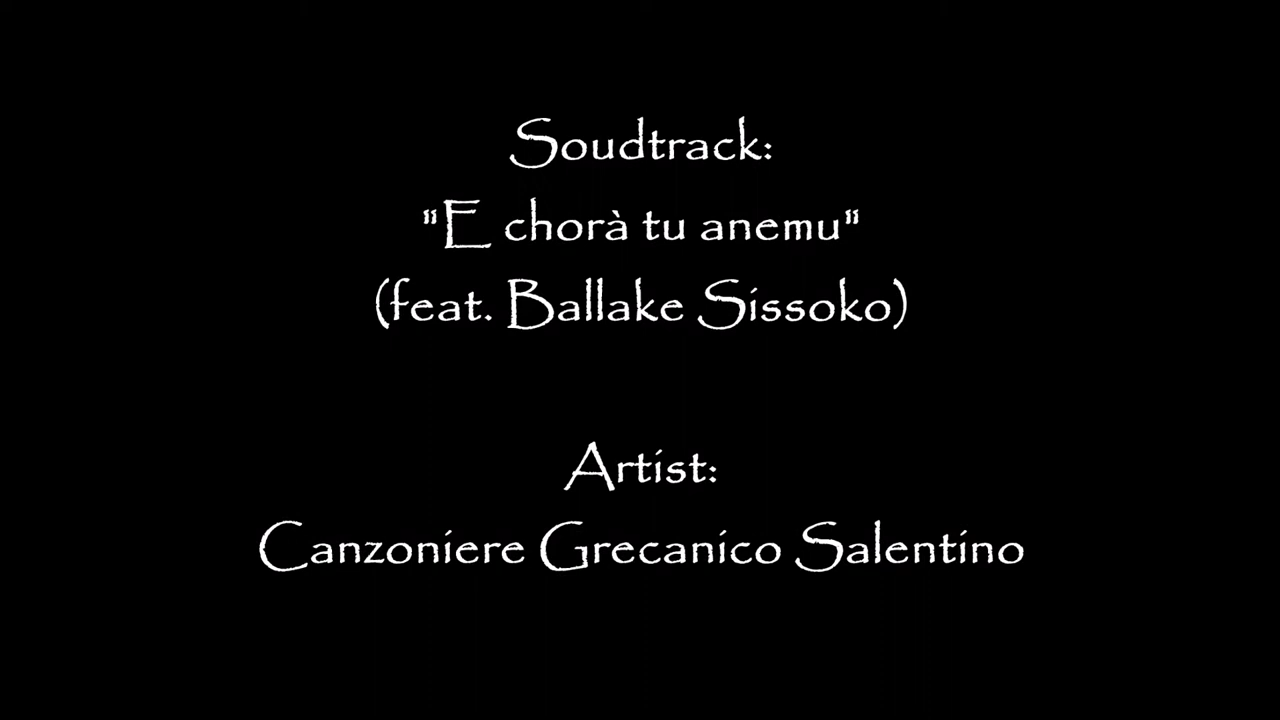 Soudtrack:
"E chorà tu anemu"
(feat. Ballake Sissoko)
Artist:
Canzoniere Grecanico Salentino